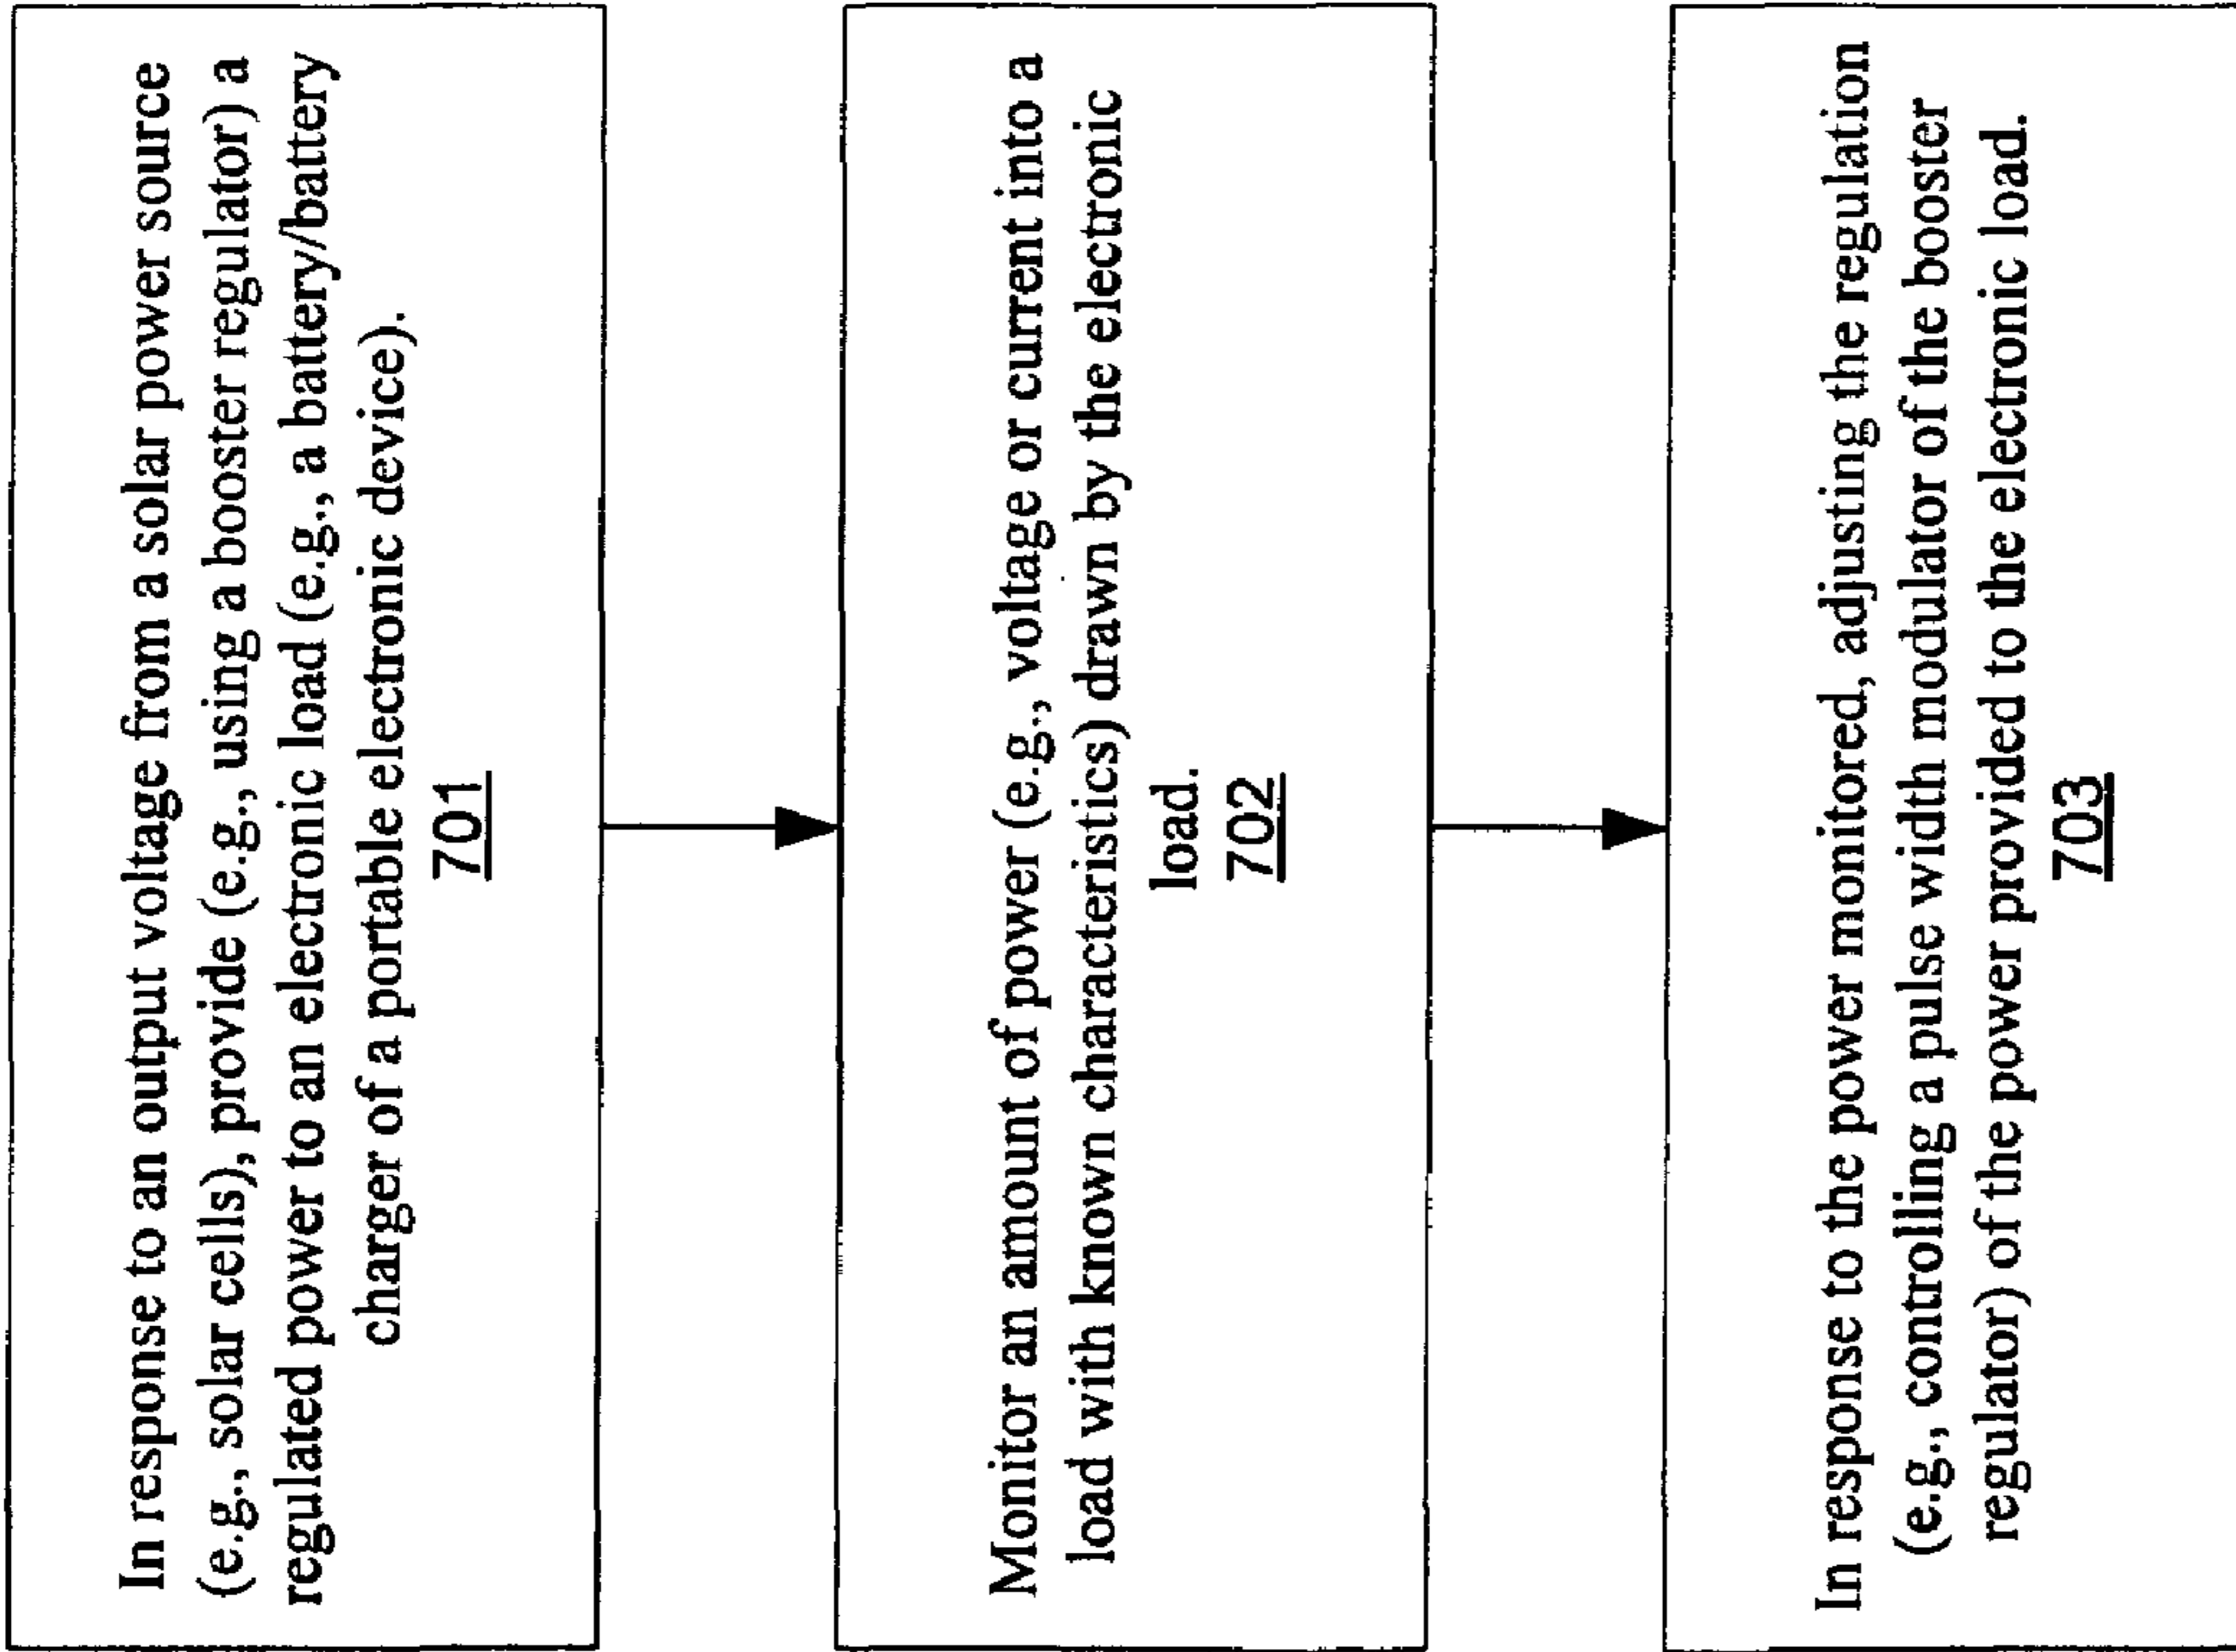 In response to an output voltage from a solar power source
(e.g., solar cells), provide (e.g., using a booster regulator) a
regulated power to an electronic load (e.g., a battery/battery
charger of a portable electronic device).
701
Monitor an amount of power (e.g., voltage or current into a
load with known characteristics) drawn by the electronic
load.
702
In response to the power monitored, adjusting the regulation
(e.g., controlling a pulse width modulator of the booster
regulator) of the power provided to the electronic load.
703